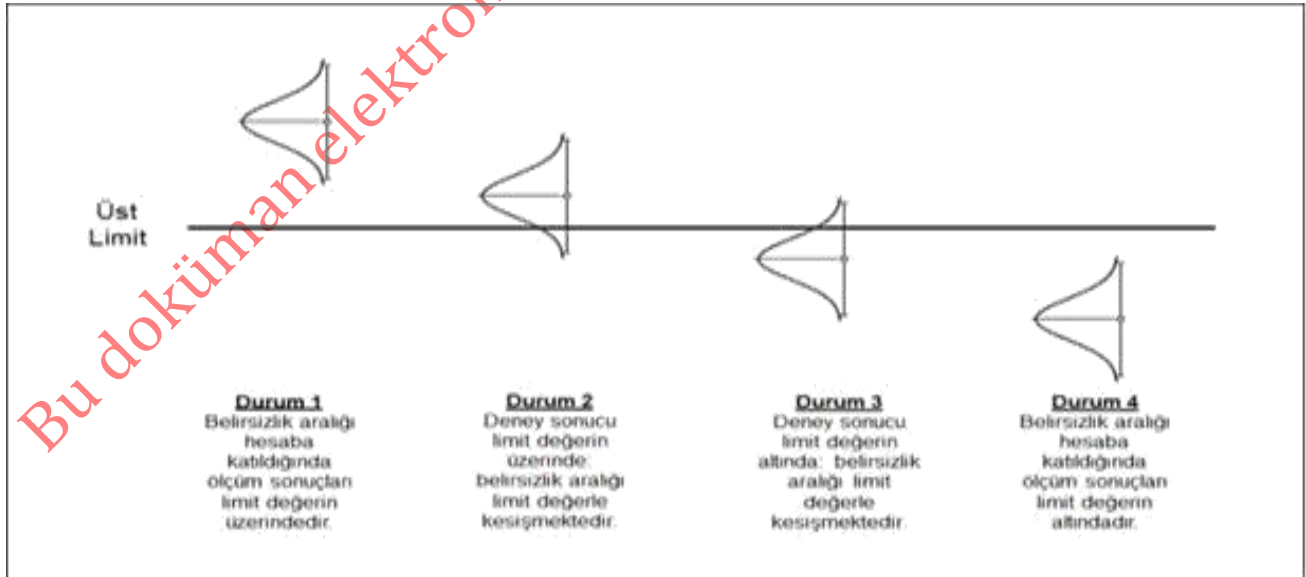 Bu doküman elektron
Üst
Limit
Durum 1
Belirsizlik aralığı
hesaba
katıldığında
ölçüm sonuçları
limit değerin
üzerindedir.
Durum 2
Deney sonucu
limit değerin
üzerinde:
belirsizlik aralığı
limit değerle
kesişmektedir.
Durum 3
Deney sonucu
limit değerin
altında: belirsizlik
aralığı limit
değerle
kesişmektedir.
Durum 4
Belirsizlik aralığı
hesaba
katıldığında
ölçüm sonuçları
limit değerin
altındadır.